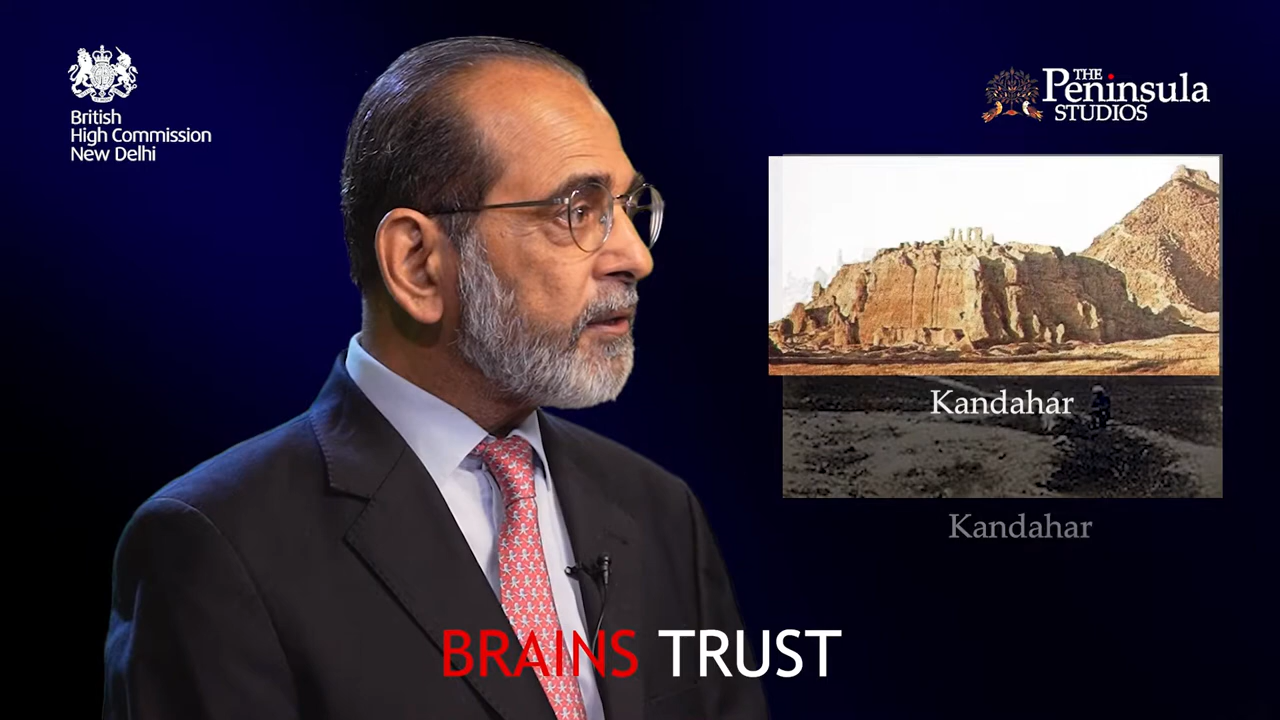 British
High Commission
New Delhi
THE
Peninsula
STUDIOS
Kandahar
Kandahar
BRAINS TRUST